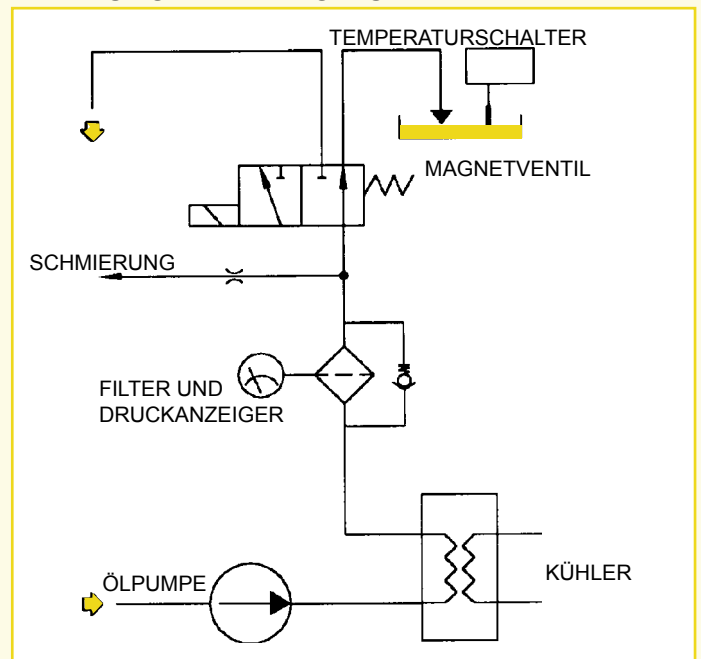 TEMPERATURSCHALTER
MAGNETVENTIL
SCHMIERUNG
FILTER UND
DRUCKANZEIGER
ÖLPUMPE
KÜHLER